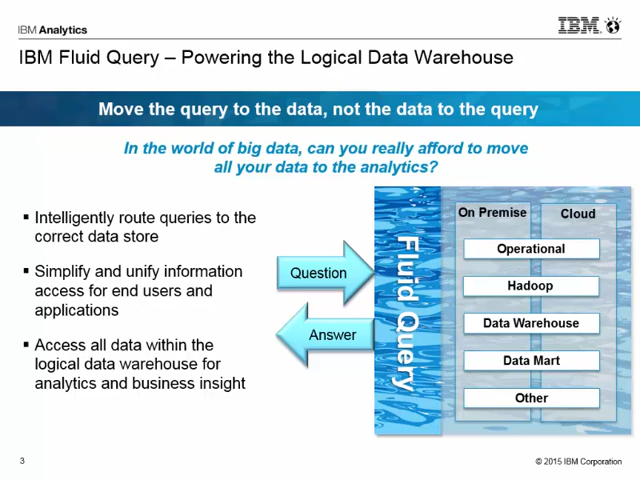 IBM Analytics
IBM
IBM Fluid Query – Powering the Logical Data Warehouse
Move the query to the data, not the data to the query
In the world of big data, can you really afford to move
all your data to the analytics?
▪ Intelligently route queries to the
correct data store
▪ Simplify and unify information
access for end users and
applications
▪ Access all data within the
logical data warehouse for
analytics and business insight
Question
Answer
Fluid Query
On Premise
Cloud
Operational
Hadoop
Data Warehouse
Data Mart
Other
3
© 2015 IBM Corporation